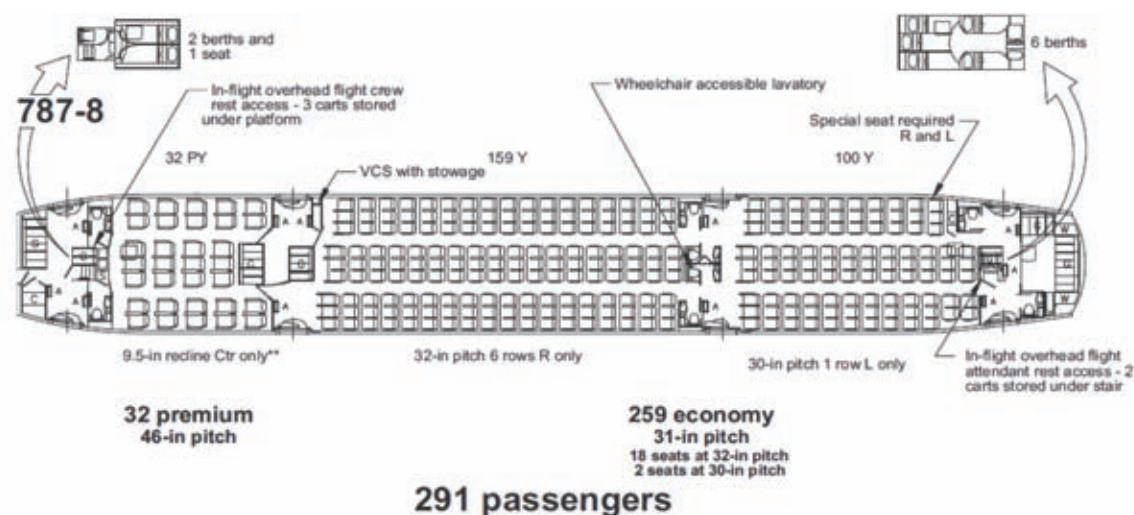 2 berths and
1 seat
6 berths
787-8
In-flight overhead flight crew
rest access - 3 carts stored
under platform
Wheelchair accessible lavatory
Special seat required
R and L
32 PY
159 Y
100 Y
VCS with stowage
9.5-in recline Ctr only**
32-in pitch 6 rows R only
30-in pitch 1 row L only
In-flight overhead flight
attendant rest access - 2
carts stored under stair
32 premium
46-in pitch
259 economy
31-in pitch
18 seats at 32-in pitch
2 seats at 30-in pitch
291 passengers